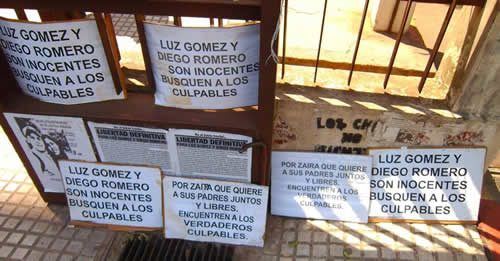 LUZ GOMEZ Y
DIEGO ROMERO
SON INOCENTES
BUSQUEN A LOS
CULPABLES
LUZ GOMEZ Y
DIEGO ROMERO
SON INOCENTES
BUSQUEN A LOS
CULPABLES
LIBERTAD DEFINITIVA
LUZ GOMEZ Y
DIEGO ROMERO
SON INOCENTES
BUSQUEN A LOS
CULPABLES
POR ZAIRA QUE QUIERE
A SUS PADRES JUNTOS
Y LIBRES,
ENCUENTREN A LOS
VERDADEROS
CULPABLES.
LOS
NO
POR ZAIRA QUE QUIERE
A SUS PADRES JUNTOS
Y LIBRES,
ENCUENTREN A LOS
VERDADEROS
CULPABLES.
LUZ GOMEZ Y
DIEGO ROMERO
SON INOCENTES
BUSQUEN A LOS
CULPABLES